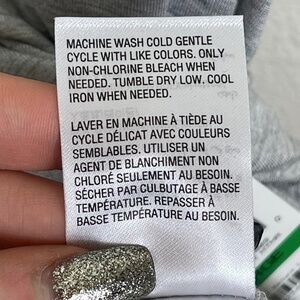 MACHINE WASH COLD GENTLE
CYCLE WITH LIKE COLORS. ONLY
NON-CHLORINE BLEACH WHEN
NEEDED. TUMBLE DRY LOW. COOL
IRON WHEN NEEDED.
LAVER EN MACHINE À TIÈDE AU
CYCLE DÉLICAT AVEC COULEURS
SEMBLABLES. UTILISER UN
AGENT DE BLANCHIMENT NON
CHLORÉ SEULEMENT AU BESOIN.
SÉCHER PAR CULBUTAGE À BASSE
TEMPÉRATURE. REPASSER À
BASSE TEMPÉRATURE AU BESOIN.